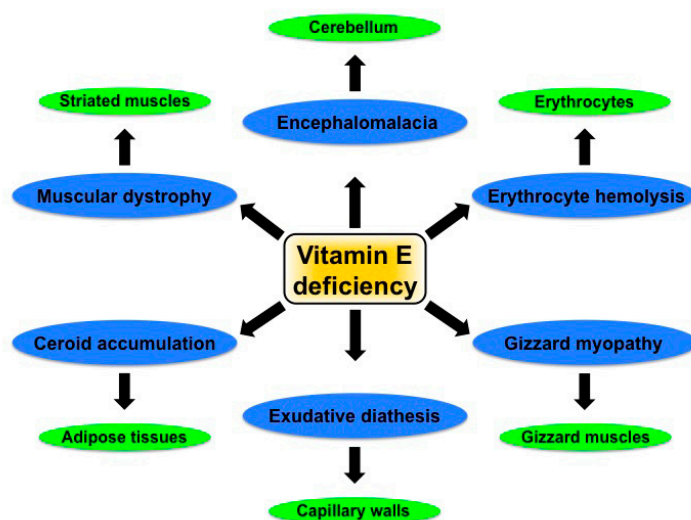 Cerebellum
Striated muscles
Encephalomalacia
Erythrocytes
Muscular dystrophy
Erythrocyte hemolysis
Vitamin E
deficiency
Ceroid accumulation
Gizzard myopathy
Adipose tissues
Exudative diathesis
Gizzard muscles
Capillary walls